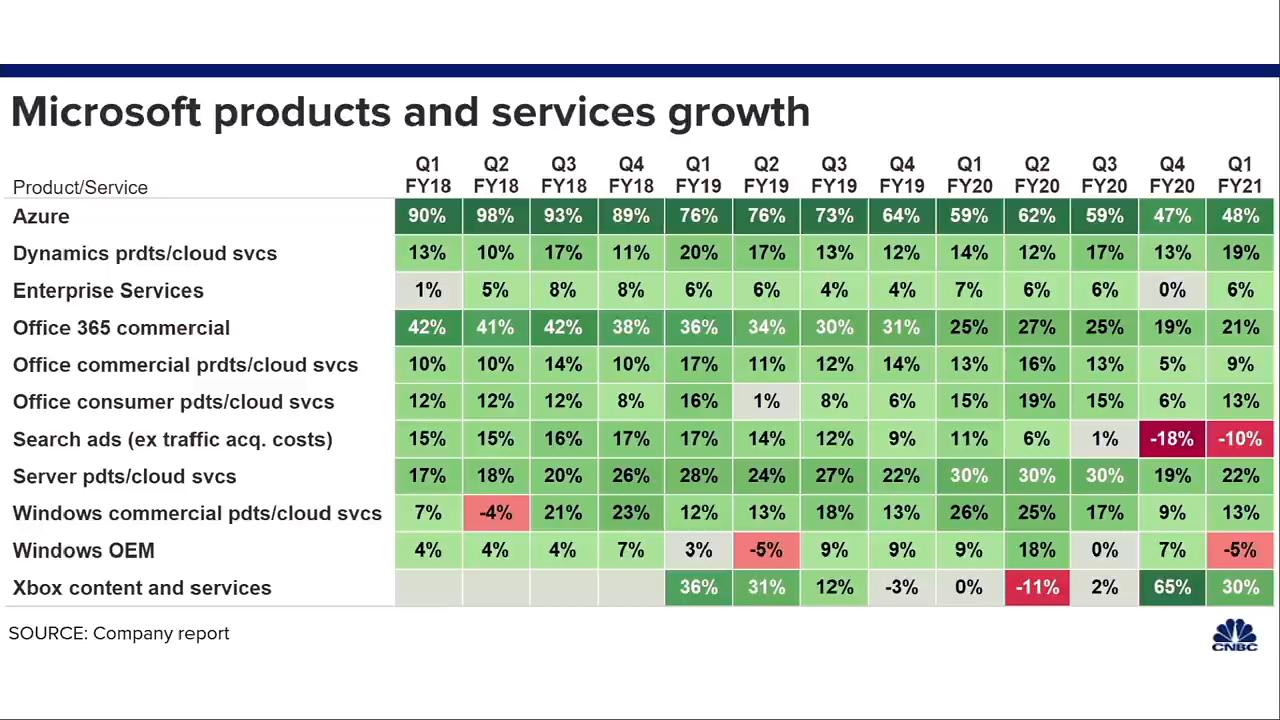 Microsoft products and services growth
Product/Service Q1 FY18 Q2 FY18 Q3 FY18 Q4 FY18 Q1 FY19 Q2 FY19 Q3 FY19 Q4 FY19 Q1 FY20 Q2 FY20 Q3 FY20 Q4 FY20 Q1 FY21
Azure 90% 98% 93% 89% 76% 76% 73% 64% 59% 62% 59% 47% 48%
Dynamics prdts/cloud svcs 13% 10% 17% 11% 20% 17% 13% 12% 14% 12% 17% 13% 19%
Enterprise Services 1% 5% 8% 8% 6% 6% 4% 4% 7% 6% 6% 0% 6%
Office 365 commercial 42% 41% 42% 38% 36% 34% 30% 31% 25% 27% 25% 19% 21%
Office commercial prdts/cloud svcs 10% 10% 14% 10% 17% 11% 12% 14% 13% 16% 13% 5% 9%
Office consumer pdts/cloud svcs 12% 12% 12% 8% 16% 1% 8% 6% 15% 19% 15% 6% 13%
Search ads (ex traffic acq. costs) 15% 15% 16% 17% 17% 14% 12% 9% 11% 6% 1% -18% -10%
Server pdts/cloud svcs 17% 18% 20% 26% 28% 24% 27% 22% 30% 30% 30% 19% 22%
Windows commercial pdts/cloud svcs 7% -4% 21% 23% 12% 13% 18% 13% 26% 25% 17% 9% 13%
Windows OEM 4% 4% 4% 7% 3% -5% 9% 9% 9% 18% 0% 7% -5%
Xbox content and services 36% 31% 12% -3% 0% -11% 2% 65% 30%
SOURCE: Company report
CNBC